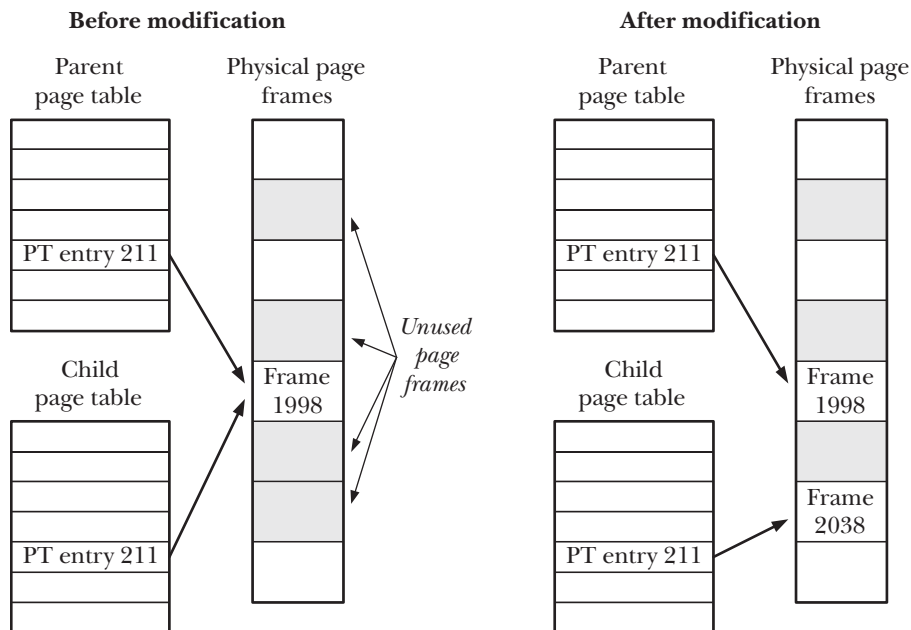 Before modification
Parent
page table
Physical page
frames
PT entry 211
Unused
page
frames
Child
page table
Frame
1998
PT entry 211
After modification
Parent
page table
Physical page
frames
PT entry 211
Child
page table
Frame
1998
Frame
2038
PT entry 211